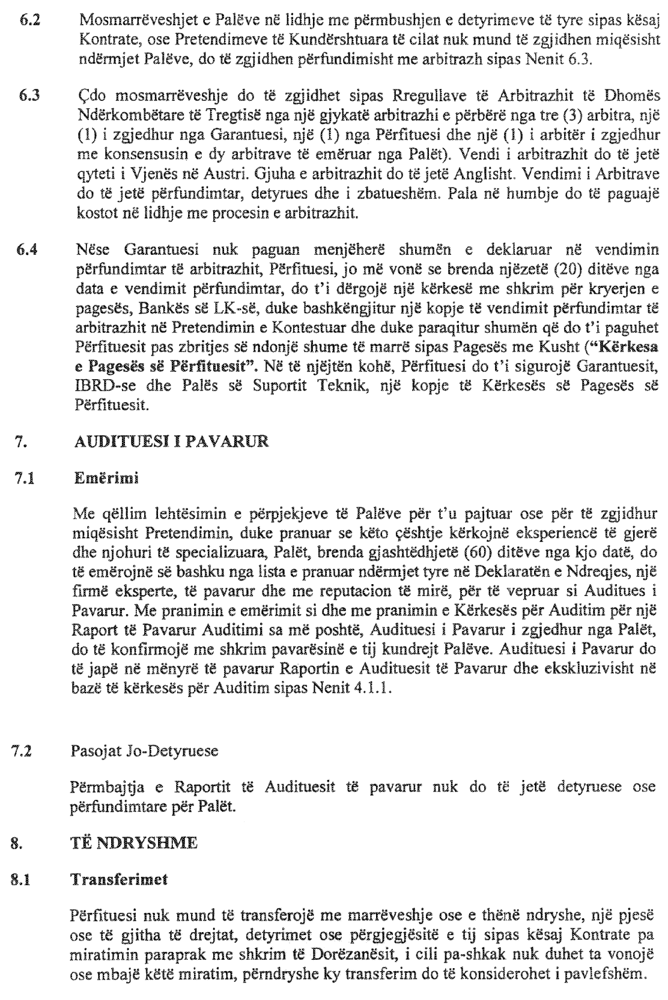 6.2 Mosmarrëveshjet e Palëve në lidhje me përmbushjen e detyrimeve të tyre sipas kësaj
Kontrate, ose Pretendimeve të Kundërshtuara të cilat nuk mund të zgjidhen miqësisht
ndërmjet Palëve, do të zgjidhen përfundimisht me arbitrazh sipas Nenit 6.3.
6.3 Çdo mosmarrëveshje do të zgjidhet sipas Rregullave të Arbitrazhit të Dhomës
Ndërkombëtare të Tregtisë nga një gjykatë arbitrazhi e përbërë nga tre (3) arbitra, një
(1) i zgjedhur nga Garantuesi, një (1) nga Përfituesi dhe një (1) i arbitër i zgjedhur
me konsensusin e dy arbitrave të emëruar nga Palët). Vendi i arbitrazhit do të jetë
qyteti i Vjenës në Austri. Gjuha e arbitrazhit do të jetë Anglisht. Vendimi i Arbitrave
do të jetë përfundimtar, detyrues dhe i zbatueshëm. Pala në humbje do të paguajë
kostot në lidhje me procesin e arbitrazhit.
6.4 Nëse Garantuesi nuk paguan menjëherë shumën e deklaruar në vendimin
përfundimtar të arbitrazhit, Përfituesi, jo më vonë se brenda njëzetë (20) ditëve nga
data e vendimit përfundimtar, do t'i dërgojë një kërkesë me shkrim për kryerjen e
pagesës, Bankës së LK-së, duke bashkëngjitur një kopje të vendimit përfundimtar të
arbitrazhit në Pretendimin e Kontestuar dhe duke paraqitur shumën që do t'i paguhet
Përfituesit pas zbritjes së ndonjë shume të marrë sipas Pagesës me Kusht (“Kërkesa
e Pagesës së Përfituesit”. Në të njëjtën kohë, Përfituesi do t'i sigurojë Garantuesit,
IBRD-se dhe Palës së Suportit Teknik, një kopje të Kërkesës së Pagesës së
Përfituesit.
7. AUDITUESI I PAVARUR
7.1 Emërimi
Me qëllim lehtësimin e përpjekjeve të Palëve për t'u pajtuar ose për të zgjidhur
miqësisht Pretendimin, duke pranuar se këto çështje kërkojnë eksperiencë të gjerë
dhe njohuri të specializuara, Palët, brenda gjashtëdhjetë (60) ditëve nga kjo datë, do
të emërojnë së bashku nga lista e pranuar ndërmjet tyre në Deklaratën e Ndreqjes, një
firmë eksperte, të pavarur dhe me reputacion të mirë, për të vepruar si Auditues i
Pavarur. Me pranimin e emërimit si dhe me pranimin e Kërkesës për Auditim për një
Raport të Pavarur Auditimi sa më poshtë, Audituesi i Pavarur i zgjedhur nga Palët,
do të konfirmojë me shkrim pavarësinë e tij kundrejt Palëve. Audituesi i Pavarur do
të japë në mënyrë të pavarur Raportin e Audituesit të Pavarur dhe ekskluzivisht në
bazë të kërkesës për Auditim sipas Nenit 4.1.1.
7.2 Pasojat Jo-Detyruese
Përmbajtja e Raportit të Audituesit të pavarur nuk do të jetë detyruese ose
përfundimtare për Palët.
8. TË NDRYSHME
8.1 Transferimet
Përfituesi nuk mund të transferojë me marrëveshje ose e thënë ndryshe, një pjesë
ose të gjitha të drejtat, detyrimet ose përgjegjësitë e tij sipas kësaj Kontrate pa
miratimin paraprak me shkrim të Dorëzanësit, i cili pa-shkak nuk duhet ta vonojë
ose mbajë këtë miratim, përndryshe ky transferim do të konsiderohet i pavlefshëm.